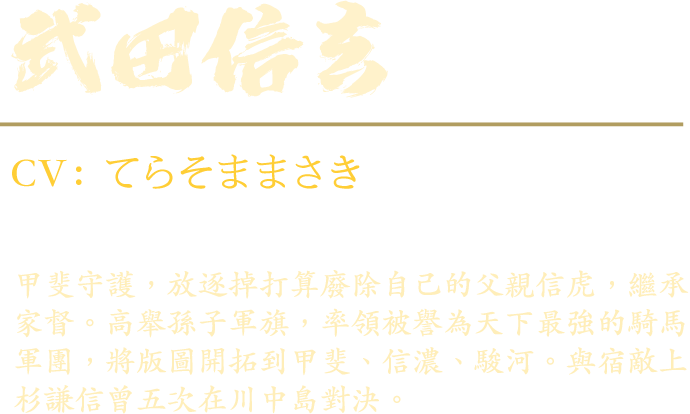 武田信玄
CV：てらそままさき
甲斐守護，放逐掉打算廢除自己的父親信虎，繼承
家督。高舉孫子軍旗，率領被譽為天下最強的騎馬
軍團，將版圖開拓到甲斐、信濃、駿河。與宿敵上
杉謙信曾五次在川中島對決。